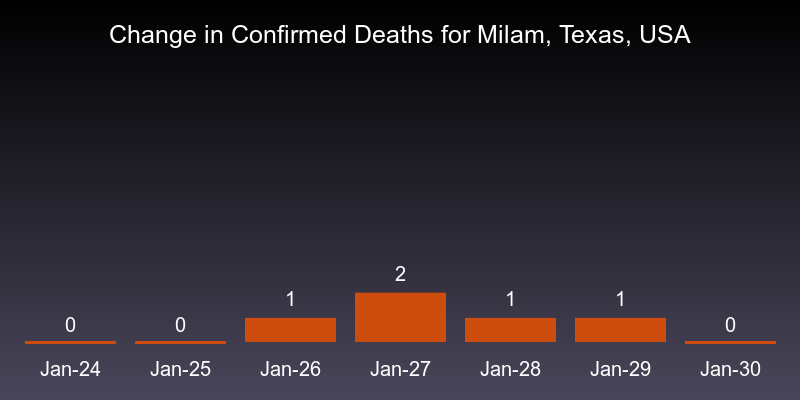 Change in Confirmed Deaths for Milam, Texas, USA
0 0 1 2 1 1 0
Jan-24 Jan-25 Jan-26 Jan-27 Jan-28 Jan-29 Jan-30